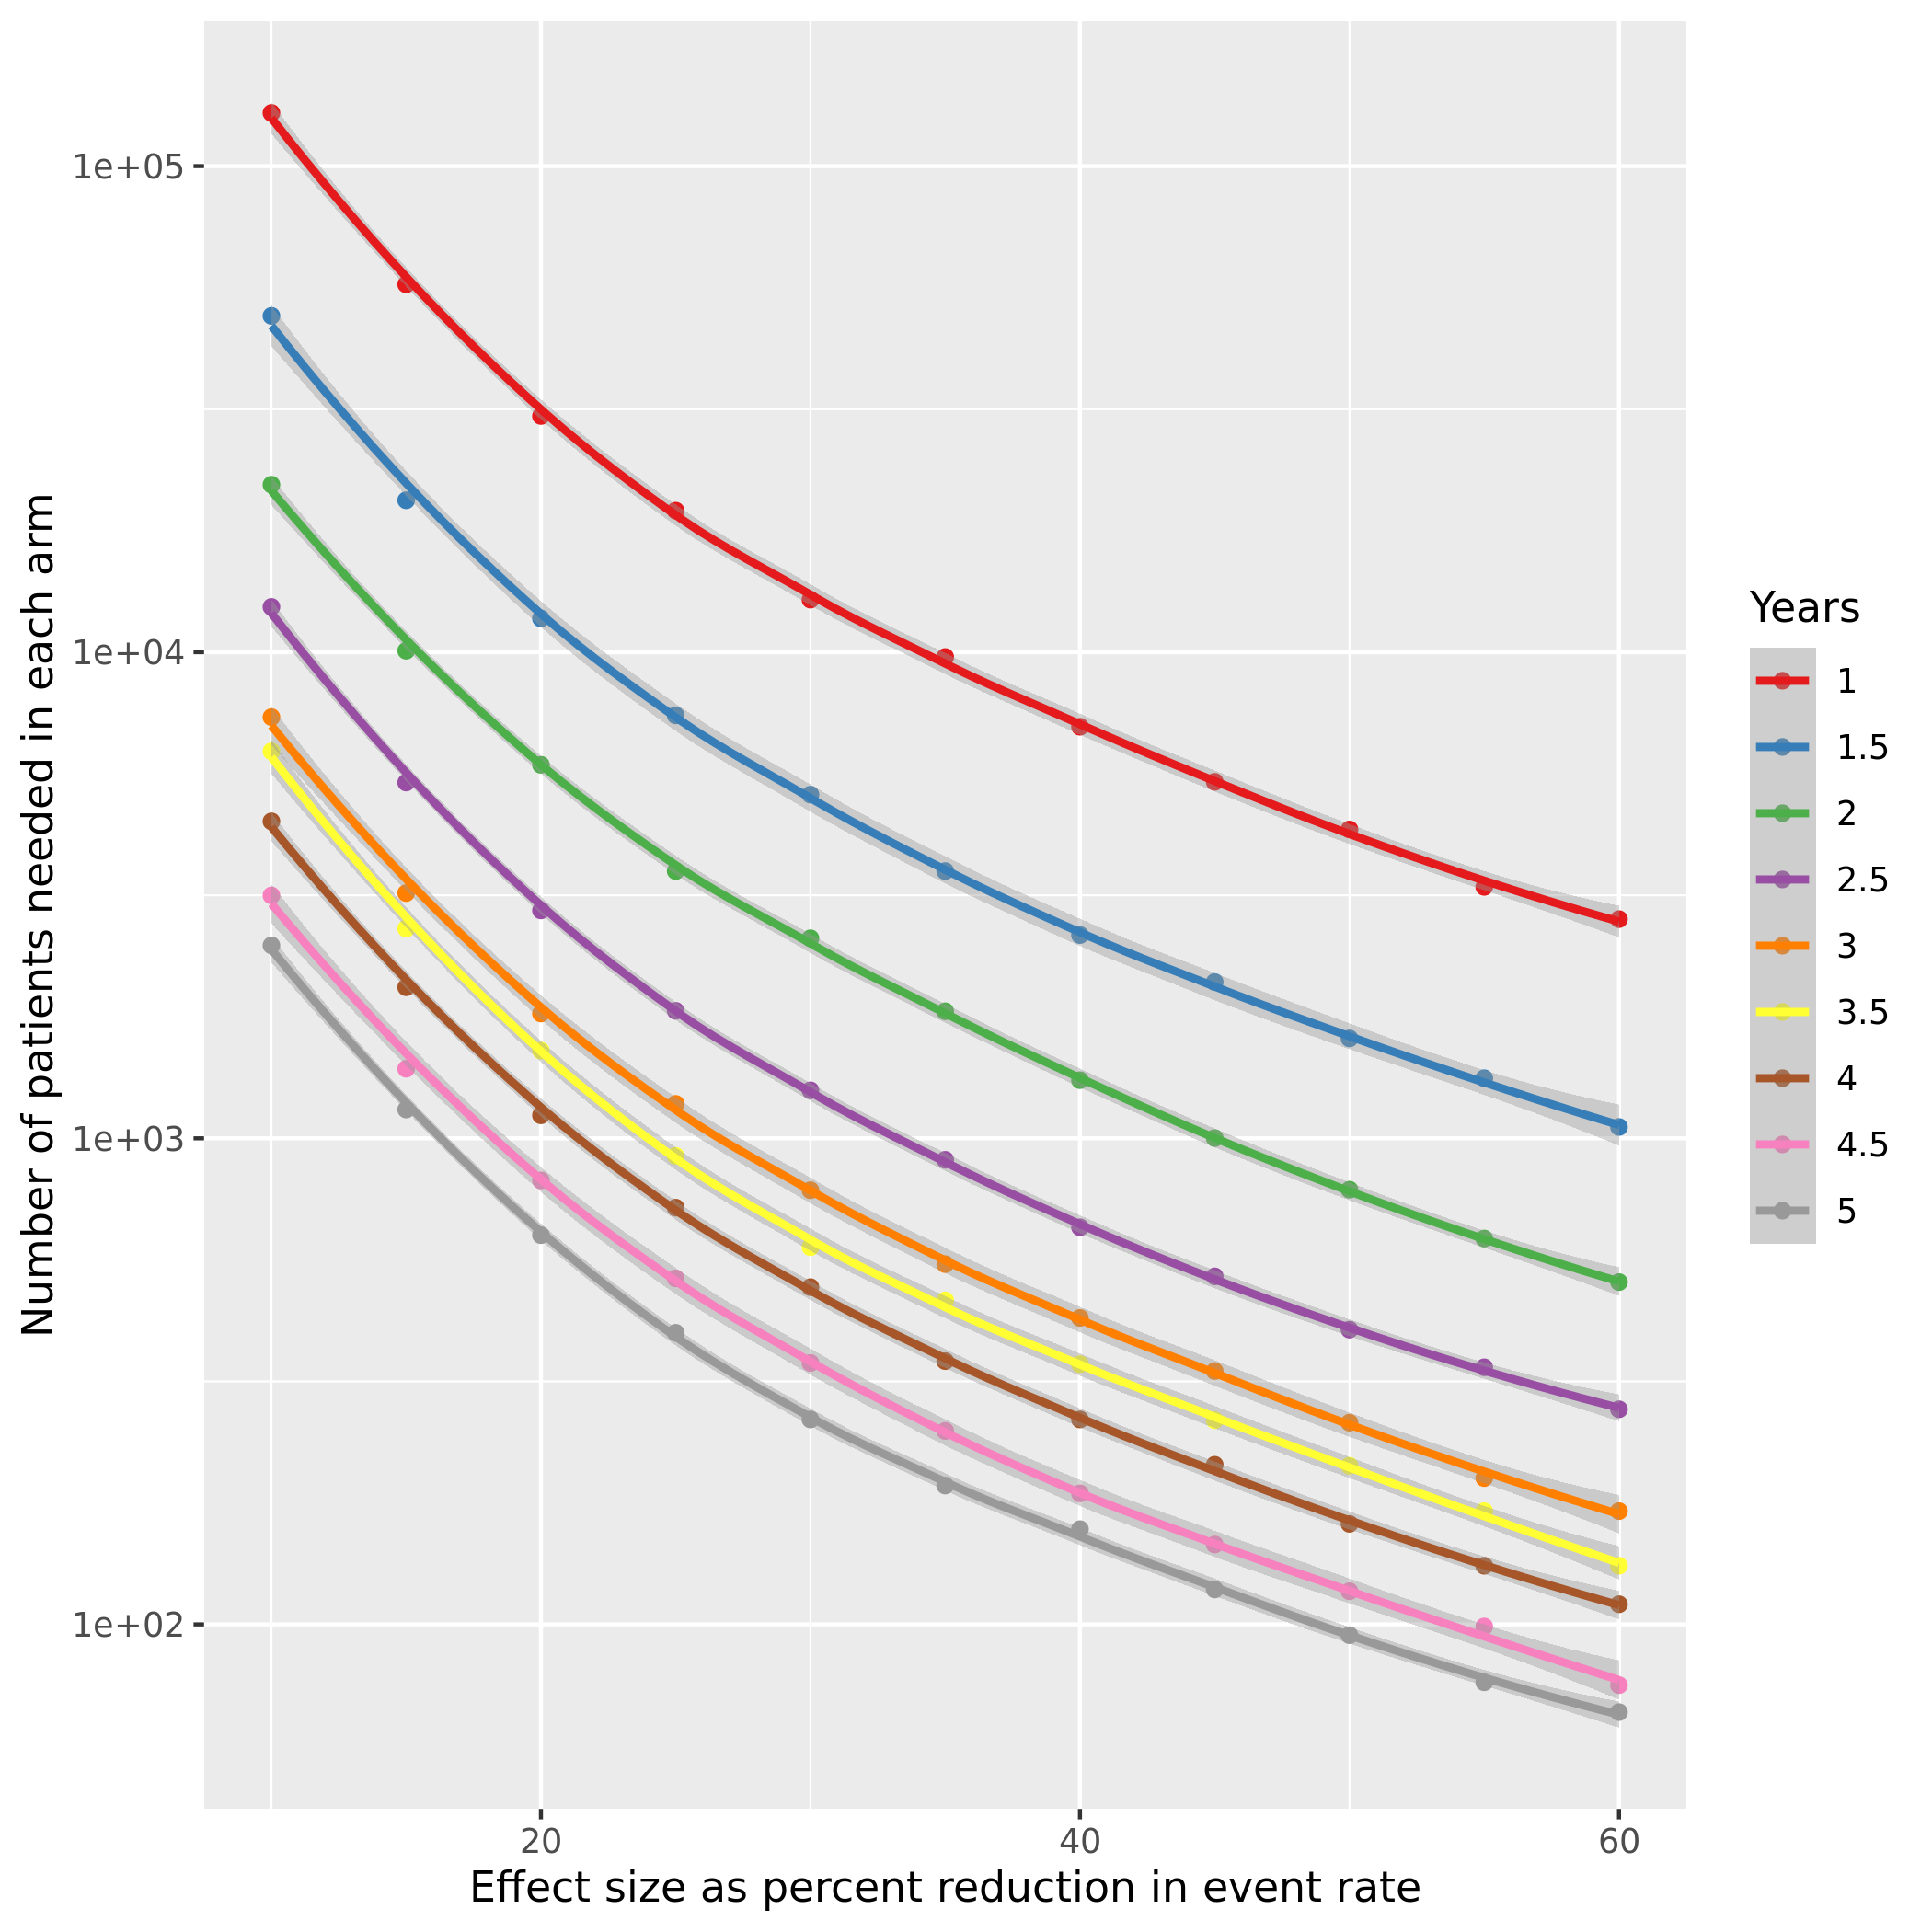 Number of patients needed in each arm
1e+05
1e+04
1e+03
1e+02
20
40
60
Effect size as percent reduction in event rate
Years
1
1.5
2
2.5
3
3.5
4
4.5
5